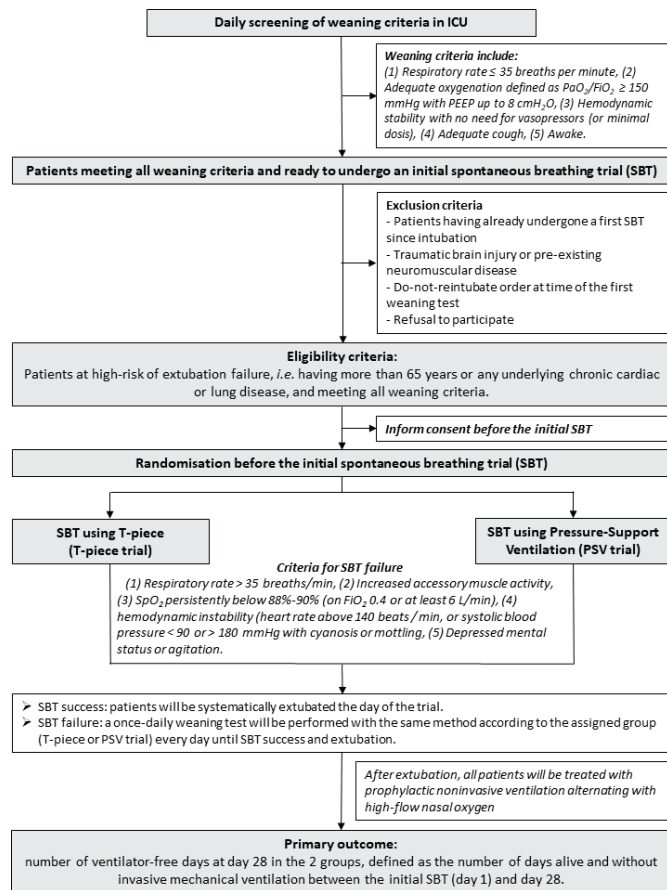 Daily screening of weaning criteria in ICU
Weaning criteria include:
(1) Respiratory rate ≤ 35 breaths per minute, (2)
Adequate oxygenation defined as PaO₂/FiO₂ ≥ 150
mmHg with PEEP up to 8 cmH₂O, (3) Hemodynamic
stability with no need for vasopressors (or minimal
dosis), (4) Adequate cough, (5) Awake.
Patients meeting all weaning criteria and ready to undergo an initial spontaneous breathing trial (SBT)
Exclusion criteria
- Patients having already undergone a first SBT
since intubation
- Traumatic brain injury or pre-existing
neuromuscular disease
- Do-not-reintubate order at time of the first
weaning test
- Refusal to participate
Eligibility criteria:
Patients at high-risk of extubation failure, i.e. having more than 65 years or any underlying chronic cardiac
or lung disease, and meeting all weaning criteria.
Inform consent before the initial SBT
Randomisation before the initial spontaneous breathing trial (SBT)
SBT using T-piece
(T-piece trial)
SBT using Pressure-Support
Ventilation (PSV trial)
Criteria for SBT failure
(1) Respiratory rate > 35 breaths/min, (2) Increased accessory muscle activity,
(3) SpO₂ persistently below 88%-90% (on FiO₂ 0.4 or at least 6 L/min), (4)
hemodynamic instability (heart rate above 140 beats / min, or systolic blood
pressure < 90 or > 180 mmHg with cyanosis or mottling, (5) Depressed mental
status or agitation.
➢ SBT success: patients will be systematically extubated the day of the trial.
➢ SBT failure: a once-daily weaning test will be performed with the same method according to the assigned group
(T-piece or PSV trial) every day until SBT success and extubation.
After extubation, all patients will be treated with
prophylactic noninvasive ventilation alternating with
high-flow nasal oxygen
Primary outcome:
number of ventilator-free days at day 28 in the 2 groups, defined as the number of days alive and without
invasive mechanical ventilation between the initial SBT (day 1) and day 28.